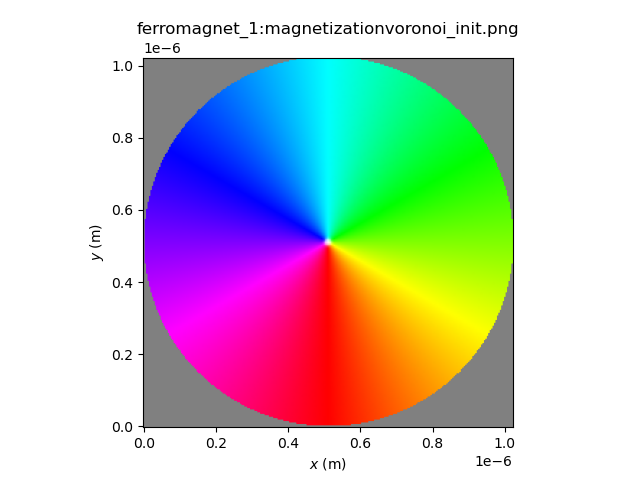 ferromagnet_1:magnetizationvoronoi_init.png
1e−6
1.0
0.8
0.6
0.4
0.2
0.0
y (m)
0.0 0.2 0.4 0.6 0.8 1.0
x (m)
1e−6